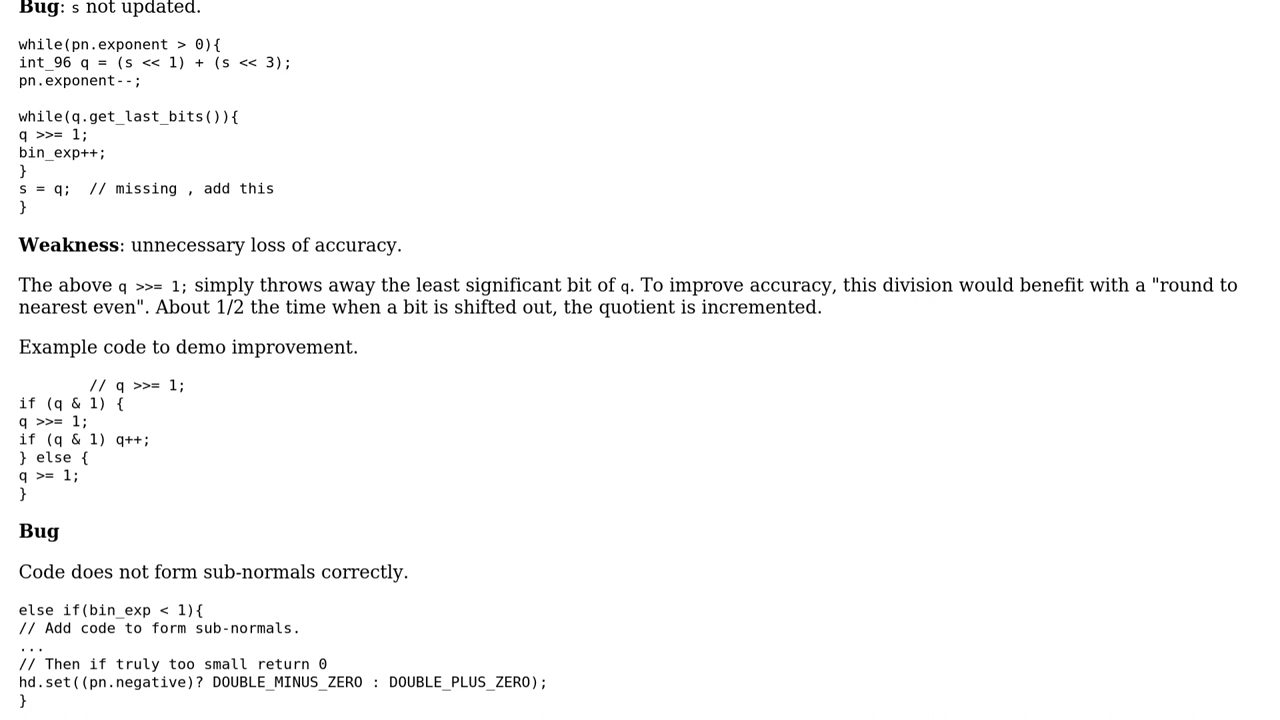 Bug: s not updated.
while(pn.exponent > 0){
int_96 q = (s << 1) + (s << 3);
pn.exponent--;
while(q.get_last_bits()){
q >>= 1;
bin_exp++;
}
s = q;  // missing , add this
}
Weakness: unnecessary loss of accuracy.
The above q >>= 1; simply throws away the least significant bit of q. To improve accuracy, this division would benefit with a "round to
nearest even". About 1/2 the time when a bit is shifted out, the quotient is incremented.
Example code to demo improvement.
// q >>= 1;
if (q & 1) {
q >>= 1;
if (q & 1) q++;
} else {
q >= 1;
}
Bug
Code does not form sub-normals correctly.
else if(bin_exp < 1){
// Add code to form sub-normals.
...
// Then if truly too small return 0
hd.set((pn.negative)? DOUBLE_MINUS_ZERO : DOUBLE_PLUS_ZERO);
}